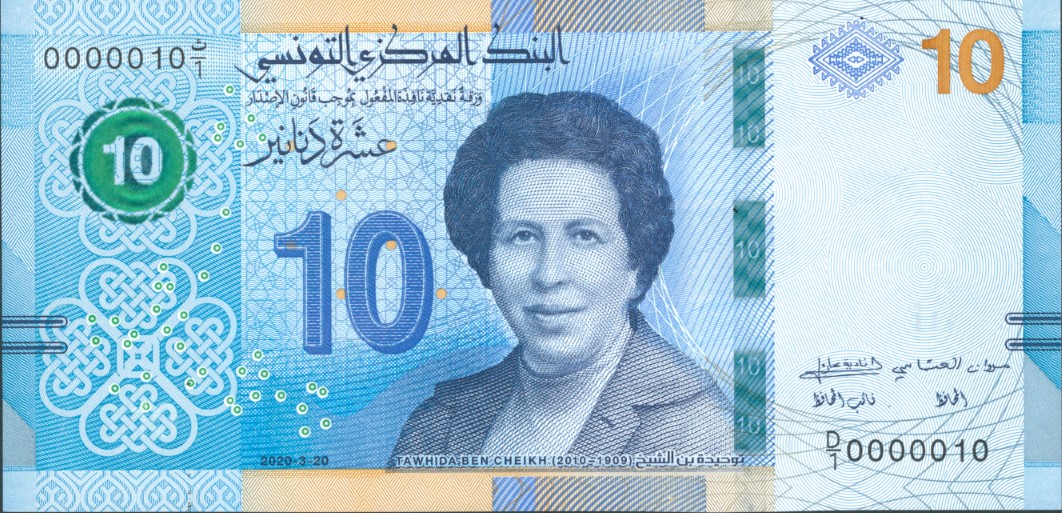 0000010 ث/1
البنك المركزي التونسي
10
ورقة نقدية نافذة المفعول بموجب قانون الإصدار
عشرة دنانير
10
10
10
10
10
10
10
مروان العباسي
المحافظ
نائب المحافظ
D/1 0000010
2020-3-20
TAWHIDA BEN CHEIKH (2010-1909) توحيدة بن الشيخ